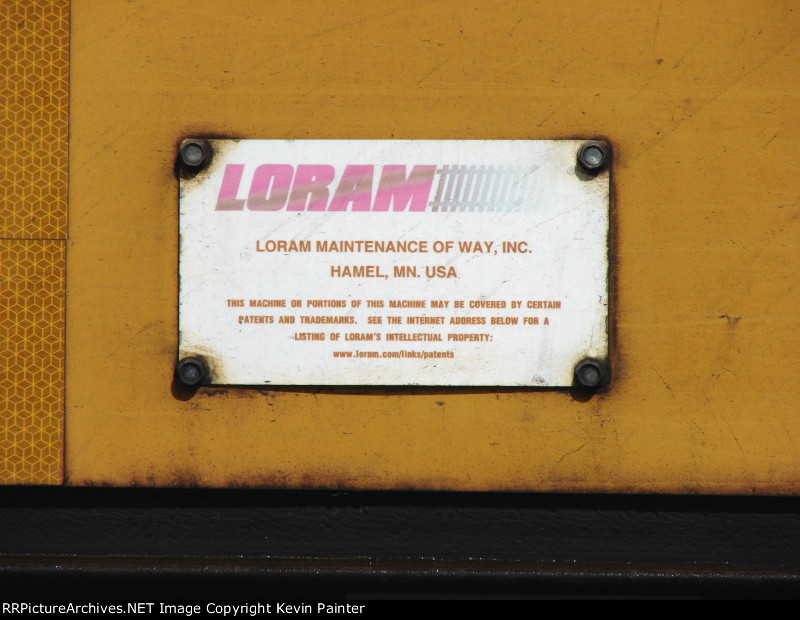 LORAM
LORAM MAINTENANCE OF WAY, INC.
HAMEL, MN. USA
THIS MACHINE OR PORTIONS OF THIS MACHINE MAY BE COVERED BY CERTAIN
PATENTS AND TRADEMARKS. SEE THE INTERNET ADDRESS BELOW FOR A
LISTING OF LORAM'S INTELLECTUAL PROPERTY:
www.loram.com/links/patents
RRPictureArchives.NET Image Copyright Kevin Painter